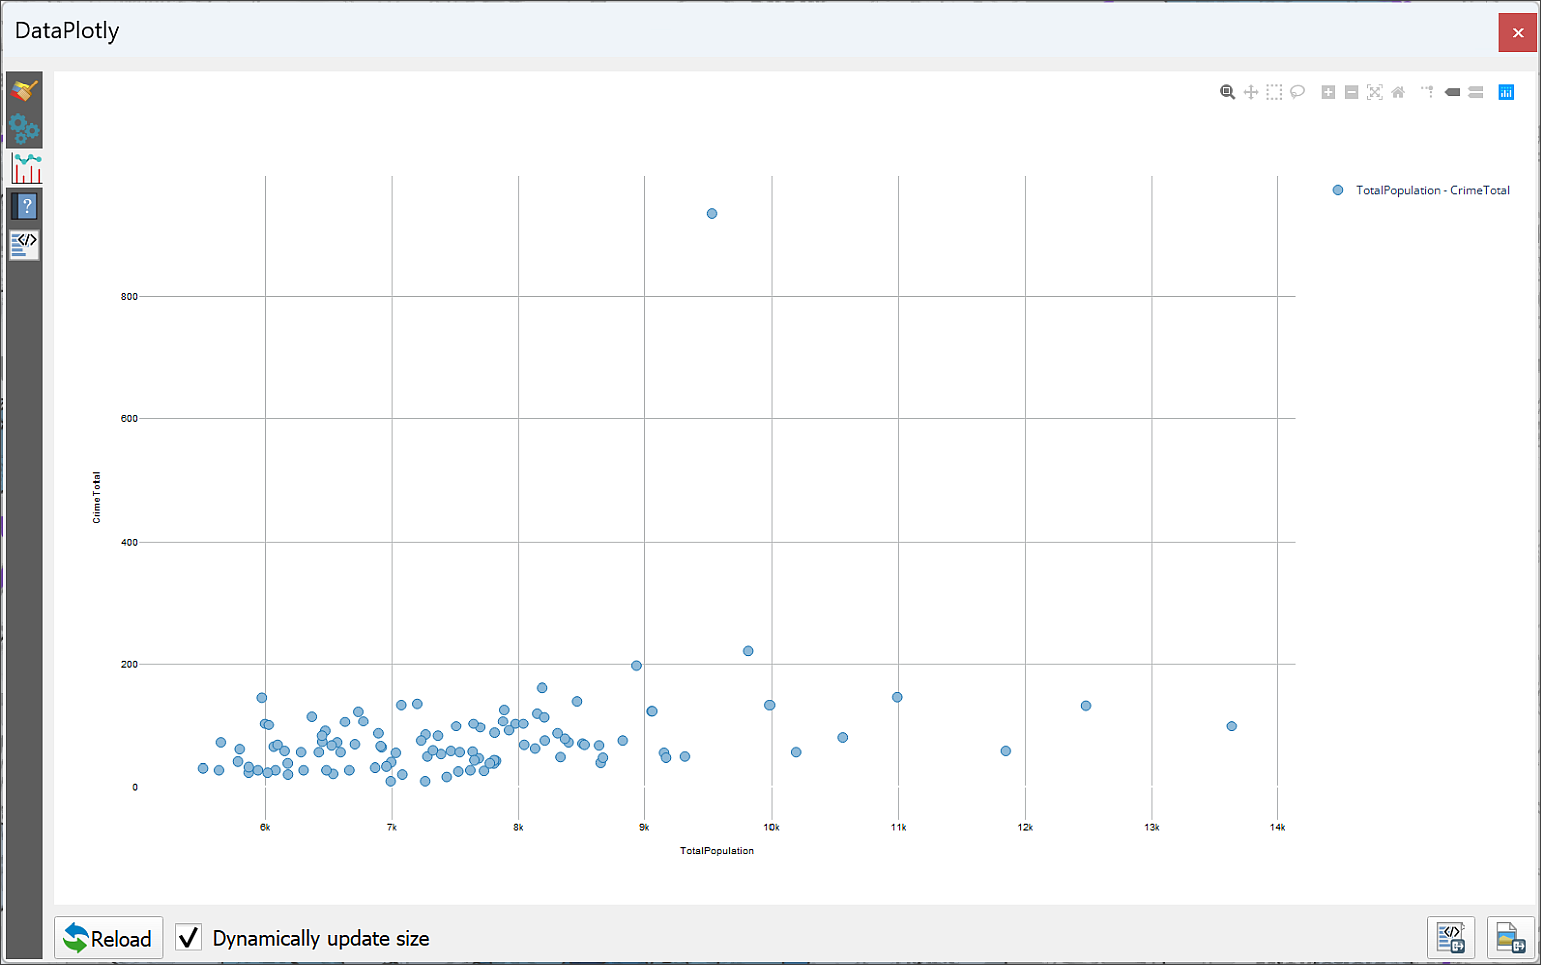 DataPlotly
TotalPopulation - CrimeTotal
800
600
400
200
0
CrimeTotal
6k 7k 8k 9k 10k 11k 12k 13k 14k
TotalPopulation
Reload
Dynamically update size